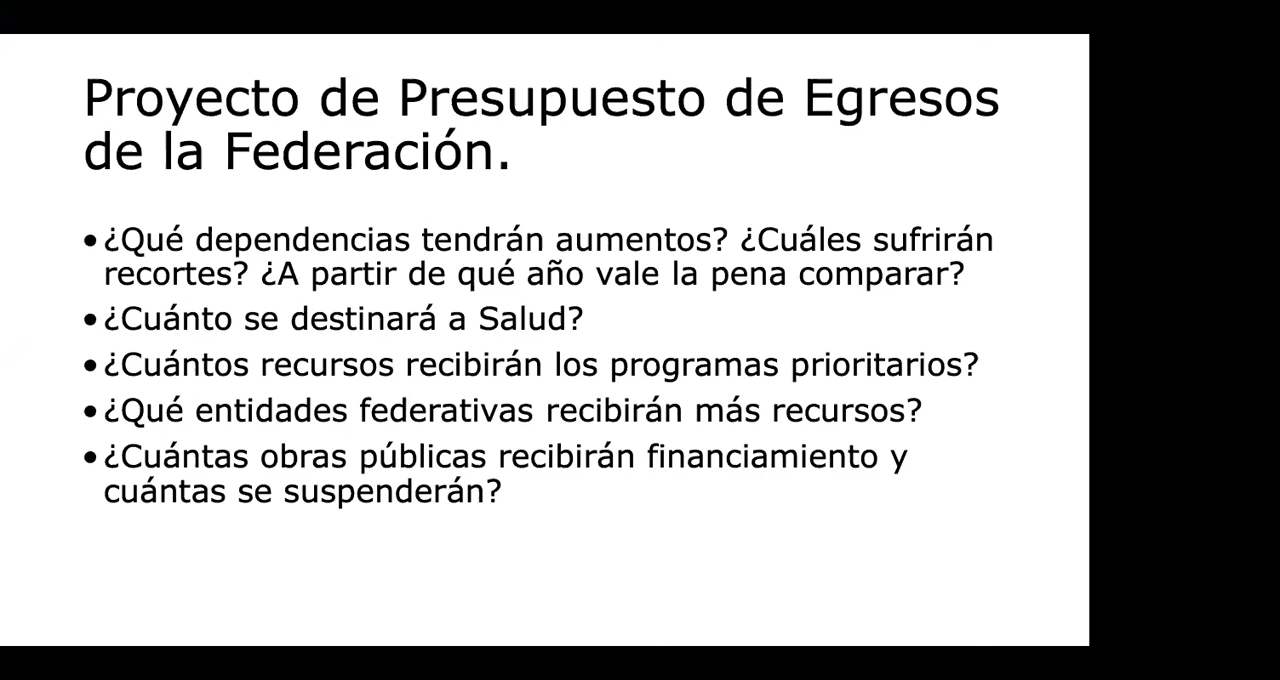 Proyecto de Presupuesto de Egresos
de la Federación.
•¿Qué dependencias tendrán aumentos? ¿Cuáles sufrirán
recortes? ¿A partir de qué año vale la pena comparar?
•¿Cuánto se destinará a Salud?
•¿Cuántos recursos recibirán los programas prioritarios?
•¿Qué entidades federativas recibirán más recursos?
•¿Cuántas obras públicas recibirán financiamiento y
cuántas se suspenderán?